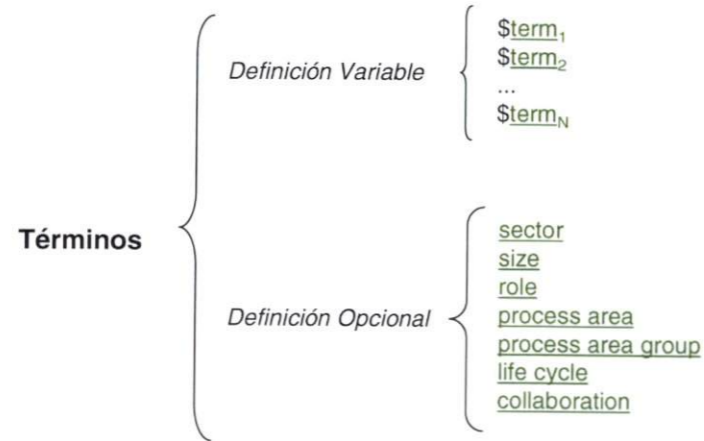 Términos
Definición Variable
$term₁
$term₂
...
$termN
Definición Opcional
sector
size
role
process area
process area group
life cycle
collaboration